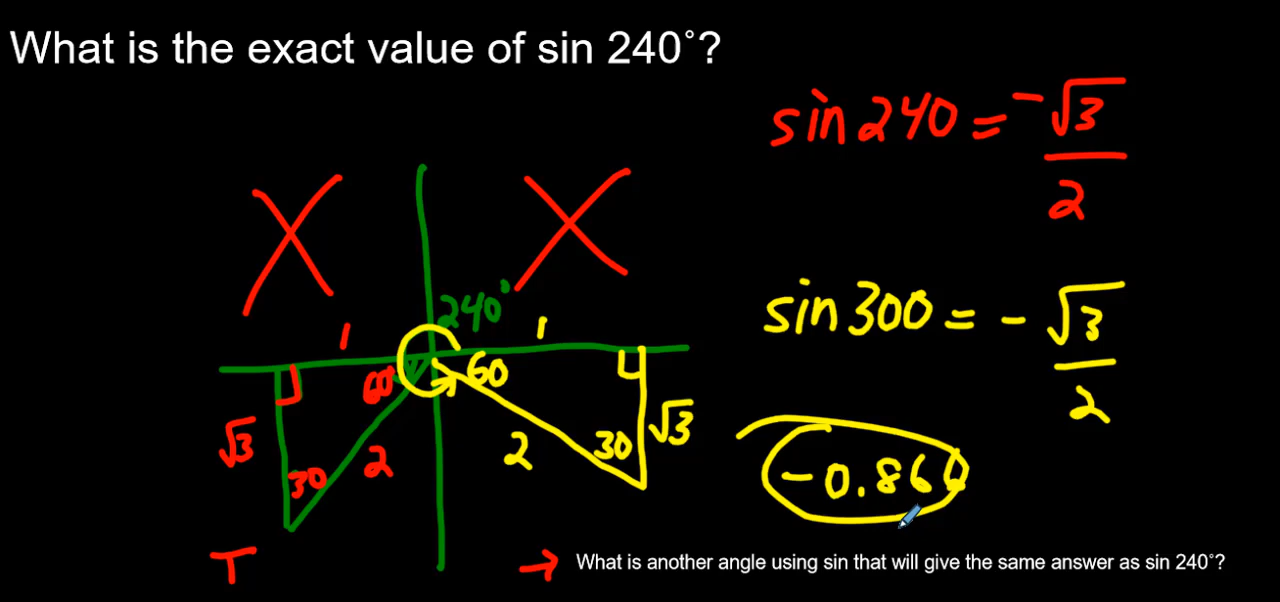 What is the exact value of sin 240°?
sin 240 = -√3/2
240°
1
1
60
60
√3
2
30
2
30
√3
sin 300 = -√3/2
-0.860
T
→ What is another angle using sin that will give the same answer as sin 240°?